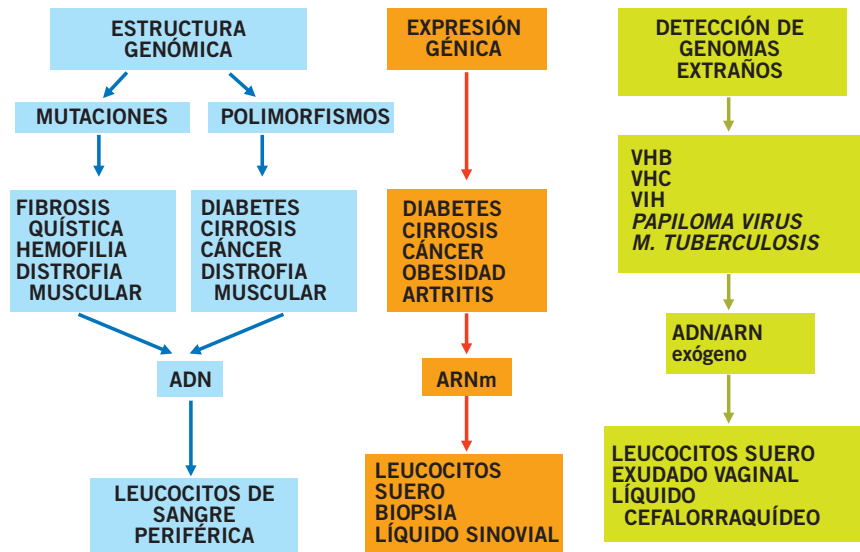 ESTRUCTURA
GENÓMICA
MUTACIONES
POLIMORFISMOS
FIBROSIS
QUÍSTICA
HEMOFILIA
DISTROFIA
MUSCULAR
DIABETES
CIRROSIS
CÁNCER
DISTROFIA
MUSCULAR
ADN
LEUCOCITOS DE
SANGRE
PERIFÉRICA
EXPRESIÓN
GÉNICA
DIABETES
CIRROSIS
CÁNCER
OBESIDAD
ARTRITIS
ARNm
LEUCOCITOS
SUERO
BIOPSIA
LÍQUIDO SINOVIAL
DETECCIÓN DE
GENOMAS
EXTRAÑOS
VHB
VHC
VIH
PAPILOMA VIRUS
M. TUBERCULOSIS
ADN/ARN
exógeno
LEUCOCITOS SUERO
EXUDADO VAGINAL
LÍQUIDO
CEFALORRAQUÍDEO